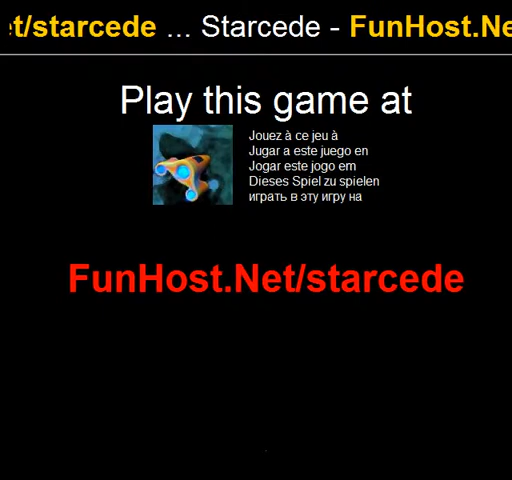 et/starcede ... Starcede - FunHost.Ne
Play this game at
Jouez à ce jeu à
Jugar a este juego en
Jogar este jogo em
Dieses Spiel zu spielen
играть в эту игру на
FunHost.Net/starcede